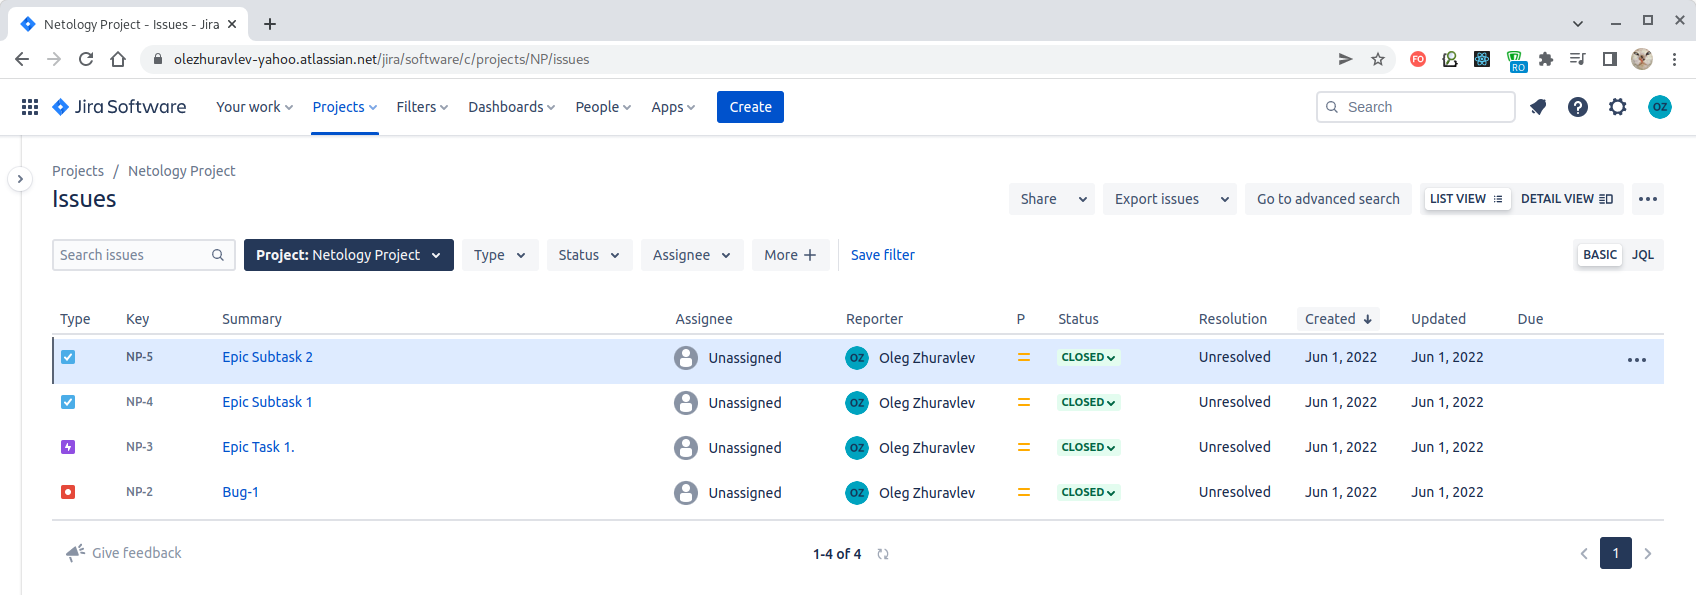 Netology Project - Issues - Jira
olezhuravlev-yahoo.atlassian.net/jira/software/c/projects/NP/issues
FO
RO
Jira Software Your work Projects Filters Dashboards People Apps Create Search OZ
Projects / Netology Project
Issues
Share Export issues Go to advanced search LIST VIEW DETAIL VIEW
Search issues Project: Netology Project Type Status Assignee More Save filter BASIC JQL
Type Key Summary Assignee Reporter P Status Resolution Created Updated Due
NP-5 Epic Subtask 2 Unassigned OZ Oleg Zhuravlev CLOSED Unresolved Jun 1, 2022 Jun 1, 2022
NP-4 Epic Subtask 1 Unassigned OZ Oleg Zhuravlev CLOSED Unresolved Jun 1, 2022 Jun 1, 2022
NP-3 Epic Task 1. Unassigned OZ Oleg Zhuravlev CLOSED Unresolved Jun 1, 2022 Jun 1, 2022
NP-2 Bug-1 Unassigned OZ Oleg Zhuravlev CLOSED Unresolved Jun 1, 2022 Jun 1, 2022
Give feedback 1-4 of 4 1